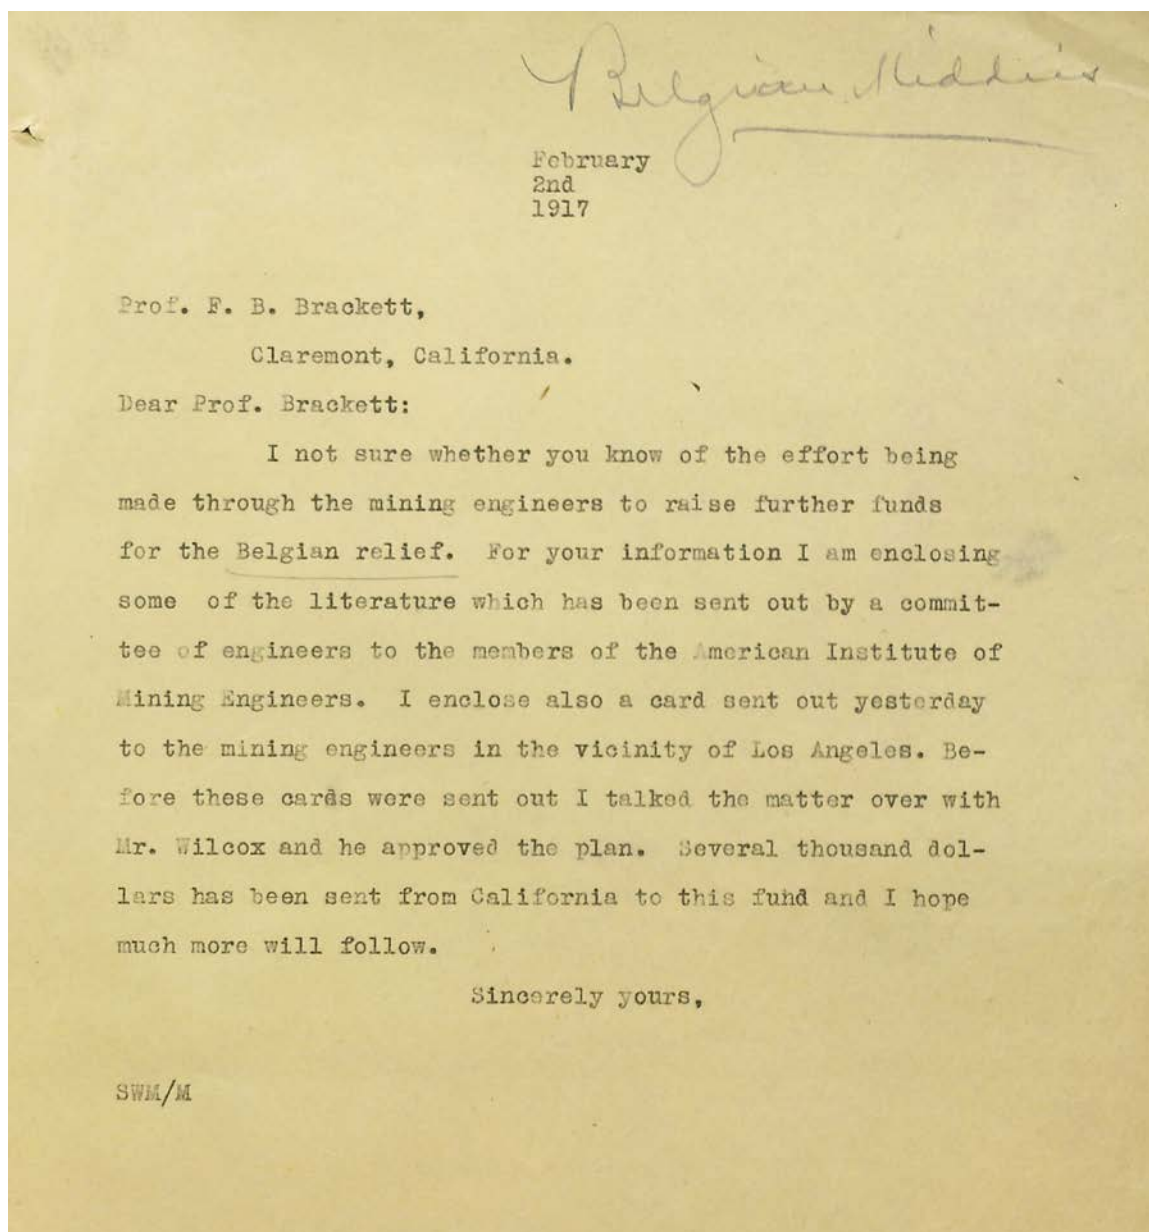 Belgian
February
2nd
1917
Prof. F. B. Brackett,
Claremont, California.
Dear Prof. Brackett:
I not sure whether you know of the effort being
made through the mining engineers to raise further funds
for the Belgian relief. For your information I am enclosing
some of the literature which has been sent out by a commit-
tee of engineers to the members of the American Institute of
Mining Engineers. I enclose also a card sent out yesterday
to the mining engineers in the vicinity of Los Angeles. Be-
fore these cards were sent out I talked the matter over with
Mr. Wilcox and he approved the plan. Several thousand dol-
lars has been sent from California to this fund and I hope
much more will follow.
Sincerely yours,
SWM/M